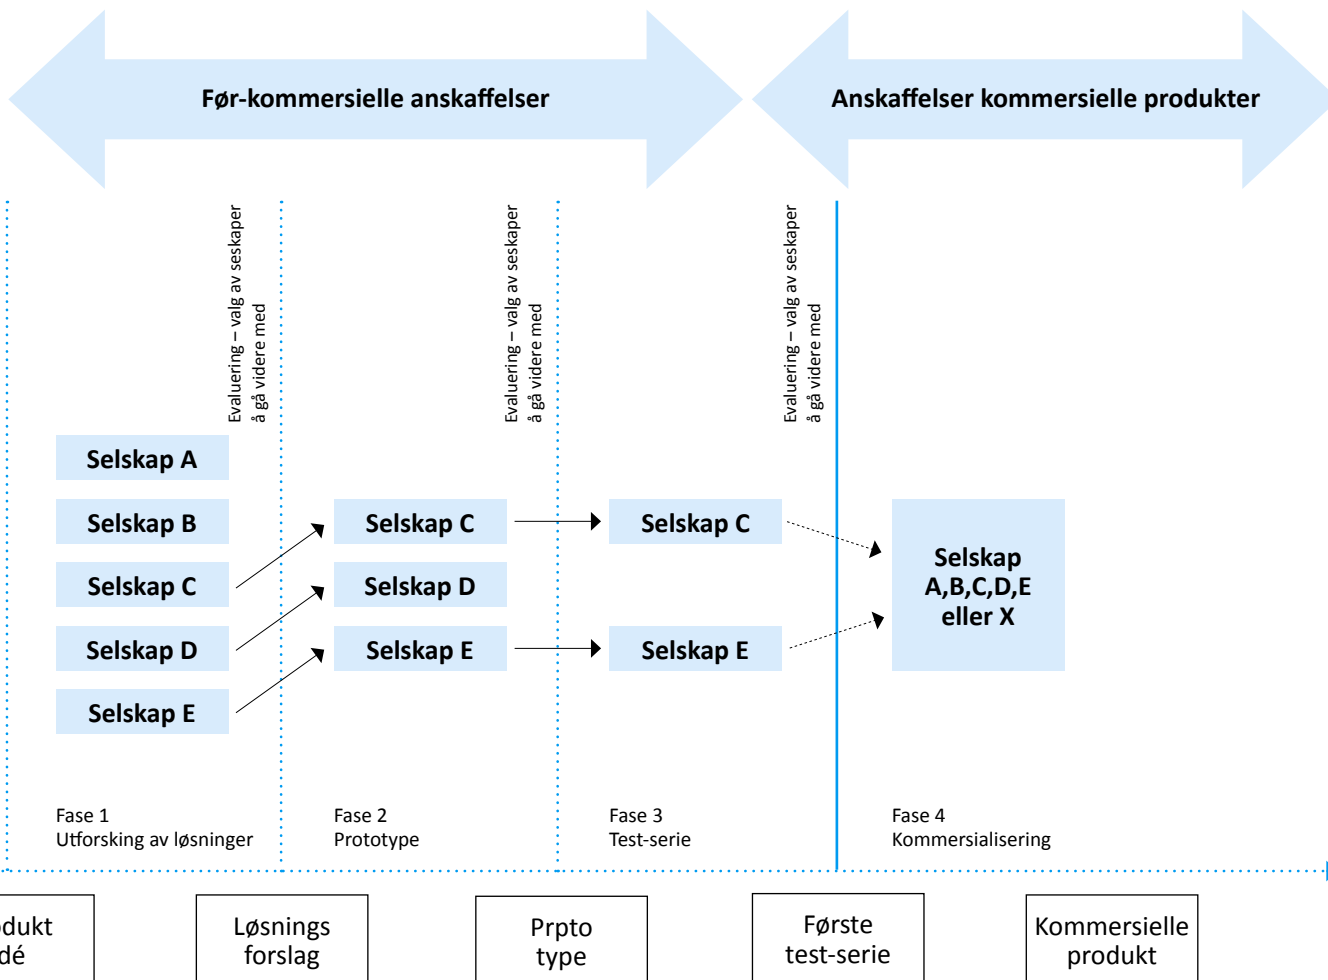 Før-kommersielle anskaffelser
Anskaffelser kommersielle produkter
Evaluering – valg av seskaper
å gå videre med
Evaluering – valg av seskaper
å gå videre med
Evaluering – valg av seskaper
å gå videre med
Selskap A
Selskap B
Selskap C
Selskap D
Selskap E
Selskap C
Selskap D
Selskap E
Selskap C
Selskap E
Selskap
A,B,C,D,E
eller X
Fase 1
Utforsking av løsninger
Fase 2
Prototype
Fase 3
Test-serie
Fase 4
Kommersialisering
odukt
dé
Løsnings
forslag
Prpto
type
Første
test-serie
Kommersielle
produkt